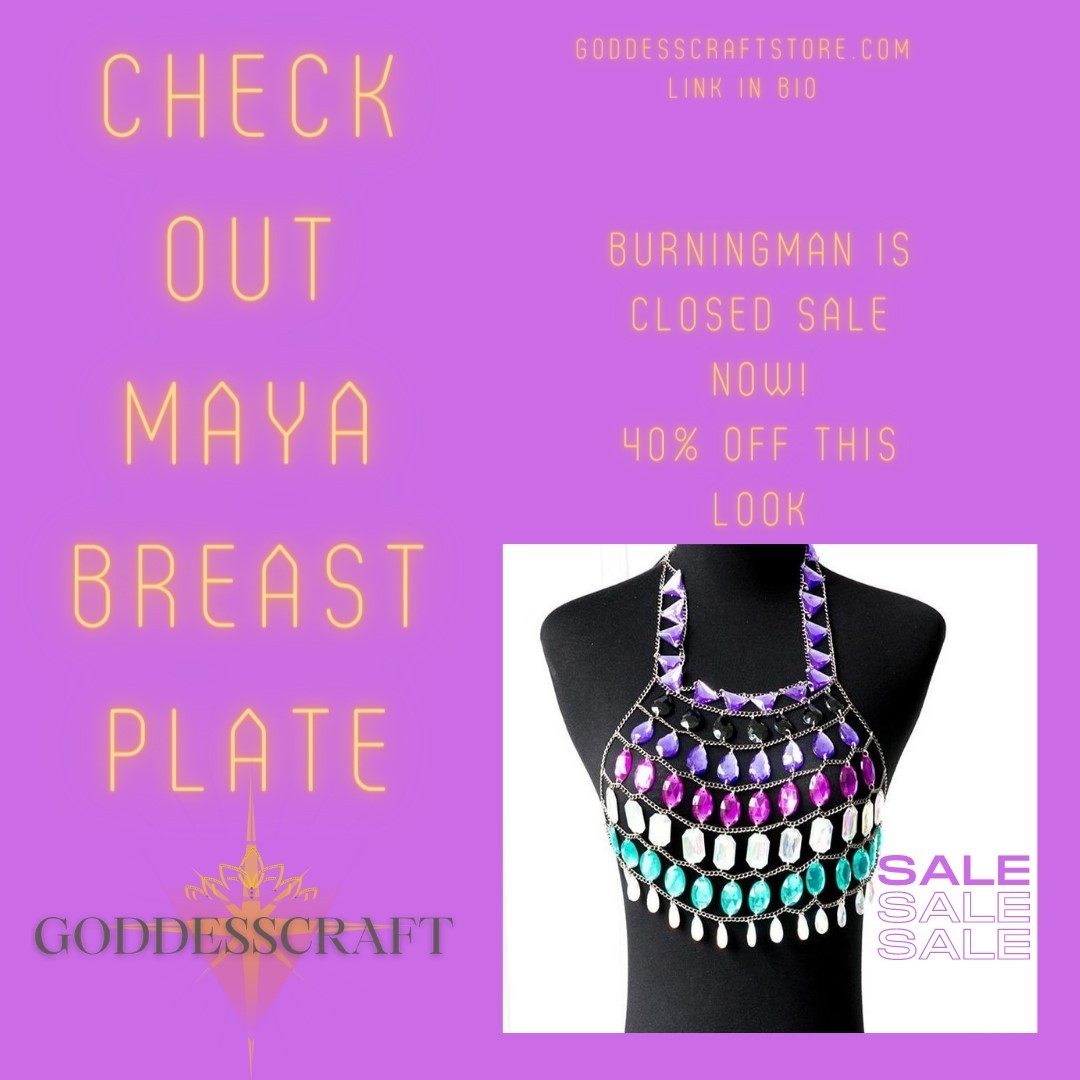 CHECK
OUT
MAYA
BREAST
PLATE
GODDESSCRAFT
GODDESSCRAFTSTORE.COM
LINK IN BIO
BURNINGMAN IS
CLOSED SALE
NOW!
40% OFF THIS
LOOK
SALE
SALE
SALE